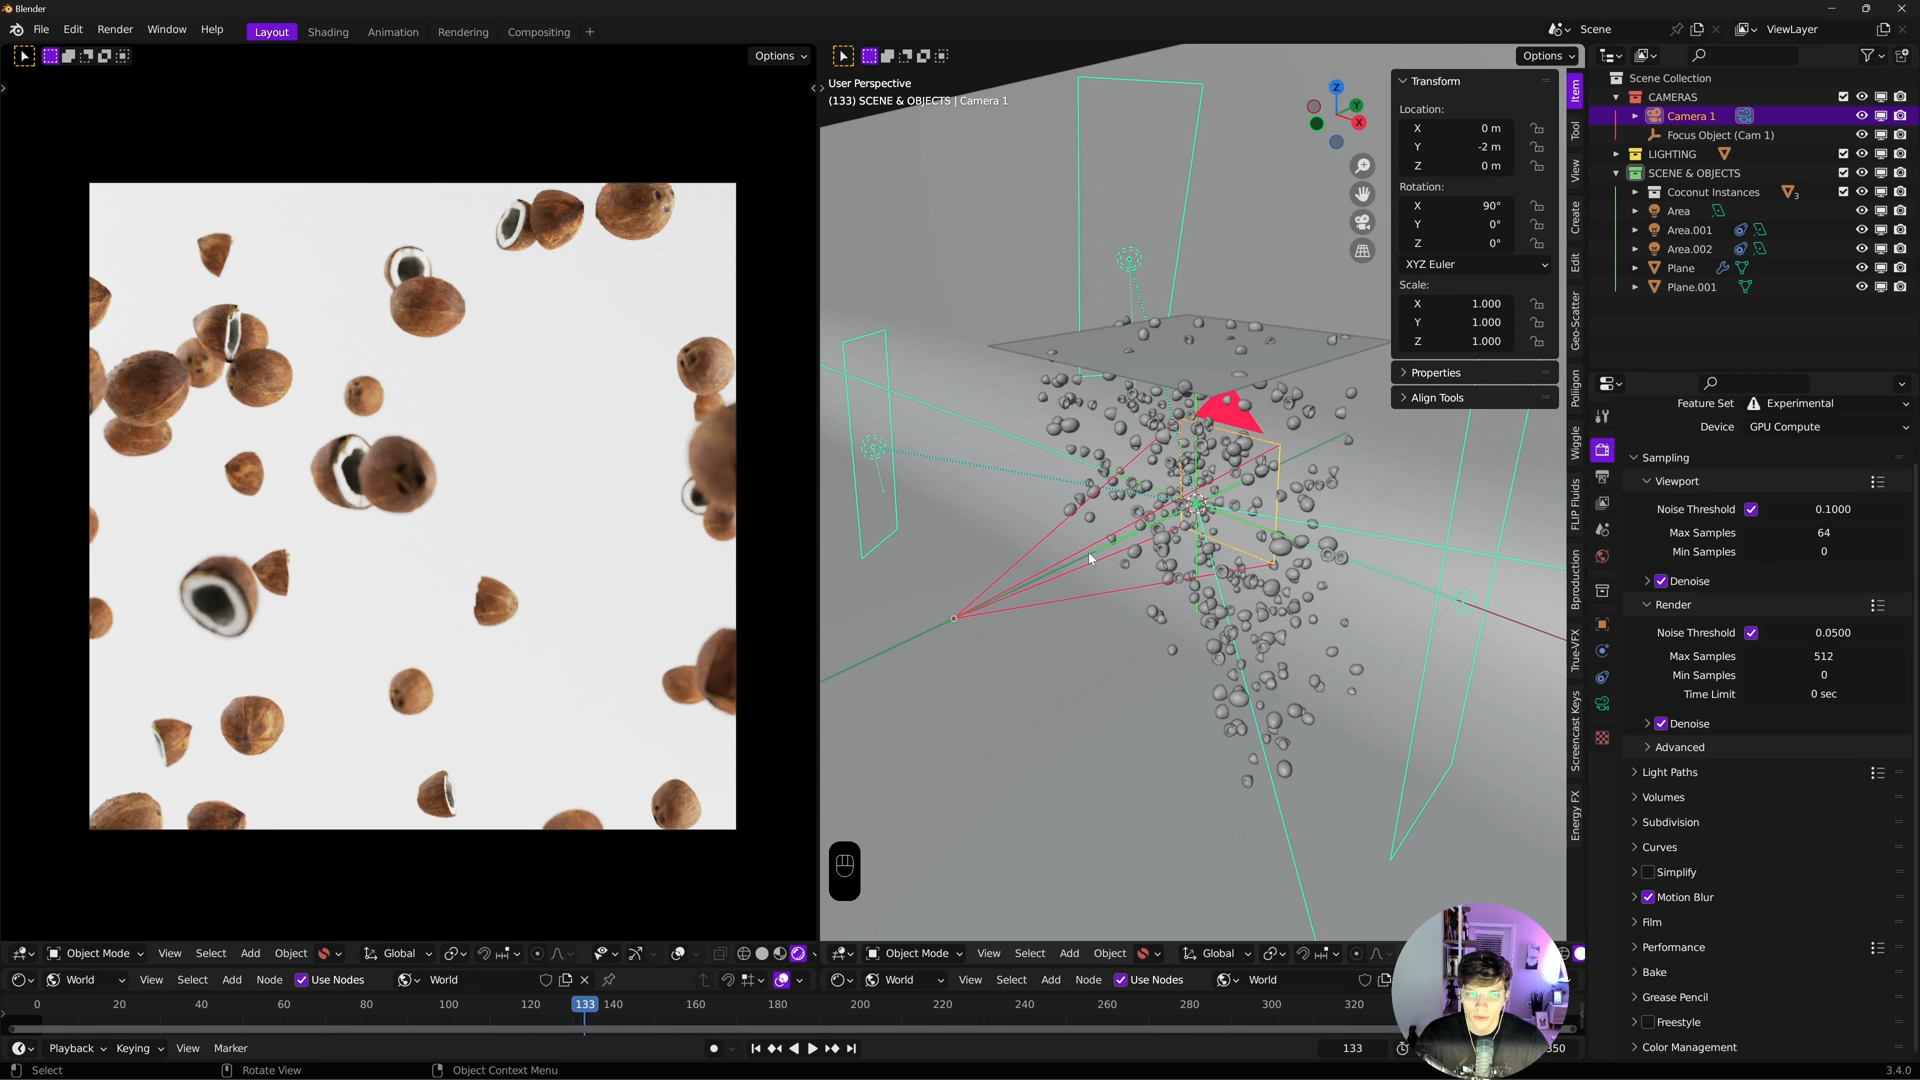 Blender
File Edit Render Window Help Layout Shading Animation Rendering Compositing + Scene ViewLayer
Options
Options
User Perspective
(133) SCENE & OBJECTS | Camera 1
Z
Y
X
Transform
Location:
X 0 m
Y -2 m
Z 0 m
Rotation:
X 90°
Y 0°
Z 0°
XYZ Euler
Scale:
X 1.000
Y 1.000
Z 1.000
Properties
Align Tools
Item
Tool
View
Create
Edit
Geo-Scatter
Poliigon
Wiggle
FLIP Fluids
Bproduction
True-VFX
Screencast Keys
Energy FX
Scene Collection
CAMERAS
Camera 1
Focus Object (Cam 1)
LIGHTING
SCENE & OBJECTS
Coconut Instances 3
Area
Area.001
Area.002
Plane
Plane.001
Feature Set Experimental
Device GPU Compute
Sampling
Viewport
Noise Threshold 0.1000
Max Samples 64
Min Samples 0
Denoise
Render
Noise Threshold 0.0500
Max Samples 512
Min Samples 0
Time Limit 0 sec
Denoise
Advanced
Light Paths
Volumes
Subdivision
Curves
Simplify
Motion Blur
Film
Performance
Bake
Grease Pencil
Freestyle
Color Management
Object Mode View Select Add Object Global
Object Mode View Select Add Object Global
World View Select Add Node Use Nodes World
World View Select Add Node Use Nodes World
0 20 40 60 80 100 120 133 140 160 180 200 220 240 260 280 300 320
Playback Keying View Marker 133 350
Select Rotate View Object Context Menu 3.4.0